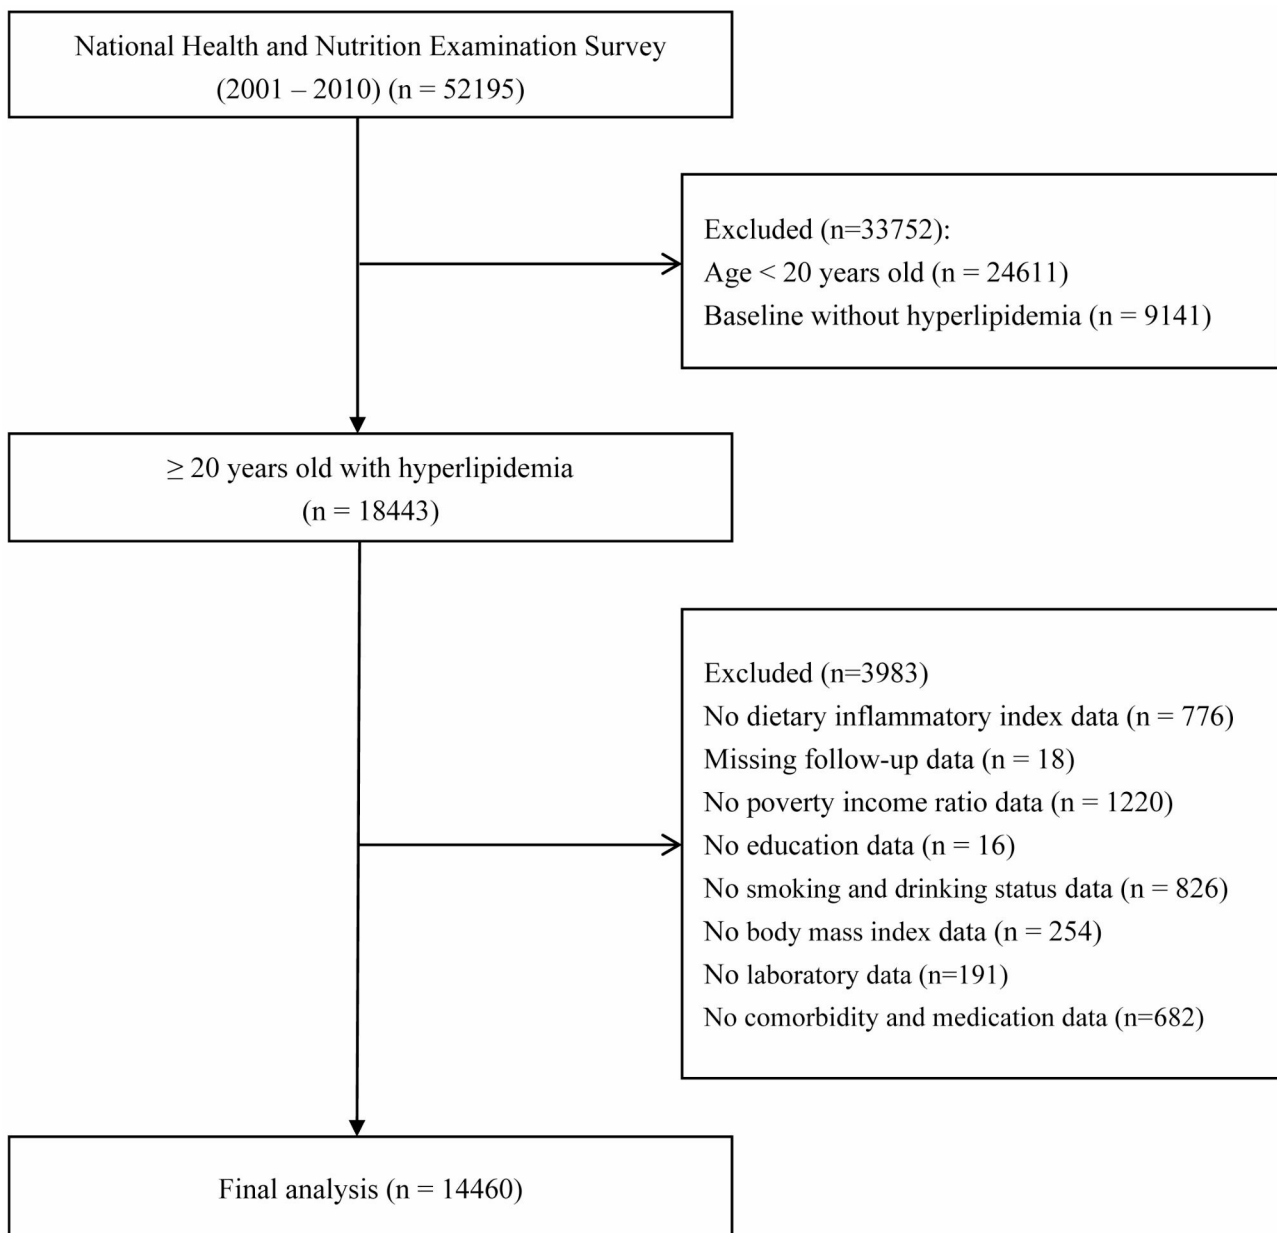 National Health and Nutrition Examination Survey
(2001 – 2010) (n = 52195)
Excluded (n=33752):
Age < 20 years old (n = 24611)
Baseline without hyperlipidemia (n = 9141)
≥ 20 years old with hyperlipidemia
(n = 18443)
Excluded (n=3983)
No dietary inflammatory index data (n = 776)
Missing follow-up data (n = 18)
No poverty income ratio data (n = 1220)
No education data (n = 16)
No smoking and drinking status data (n = 826)
No body mass index data (n = 254)
No laboratory data (n=191)
No comorbidity and medication data (n=682)
Final analysis (n = 14460)